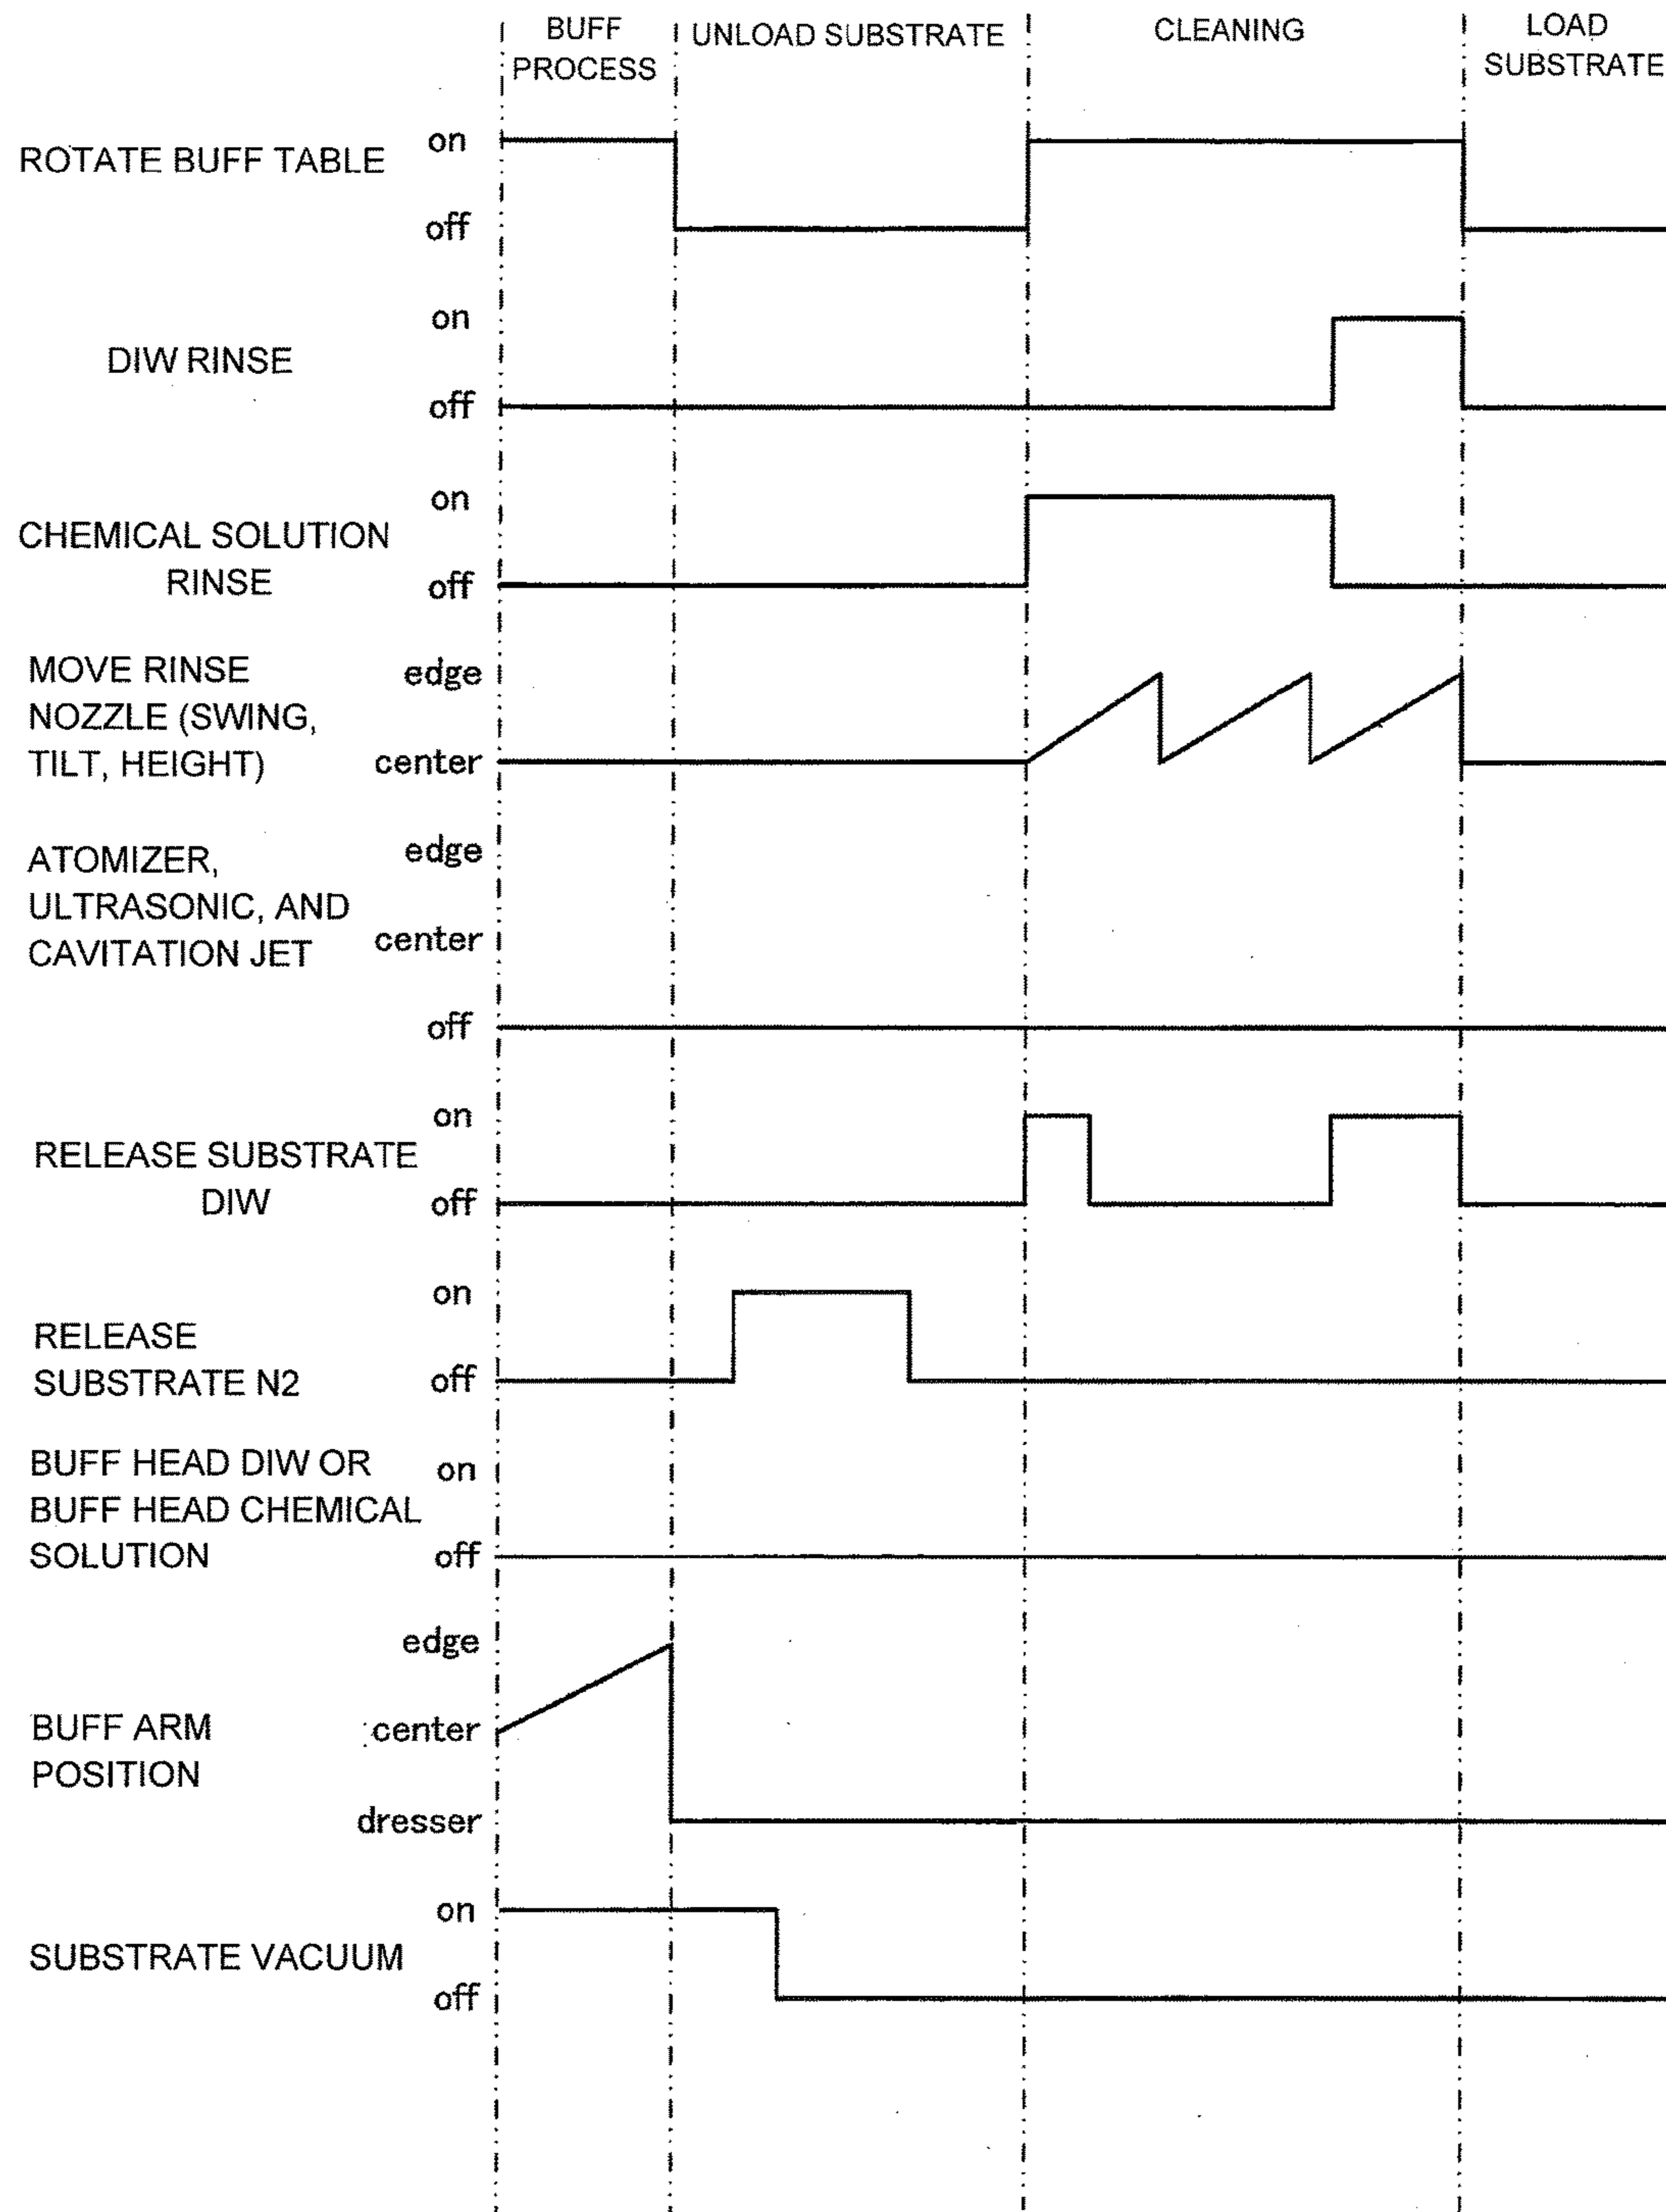 BUFF
PROCESS
UNLOAD SUBSTRATE
CLEANING
LOAD
SUBSTRATE
ROTATE BUFF TABLE
on
off
DIW RINSE
on
off
CHEMICAL SOLUTION
RINSE
on
off
MOVE RINSE
NOZZLE (SWING,
TILT, HEIGHT)
edge
center
ATOMIZER,
ULTRASONIC, AND
CAVITATION JET
edge
center
off
RELEASE SUBSTRATE
DIW
on
off
RELEASE
SUBSTRATE N2
on
off
BUFF HEAD DIW OR
BUFF HEAD CHEMICAL
SOLUTION
on
off
BUFF ARM
POSITION
edge
center
dresser
SUBSTRATE VACUUM
on
off